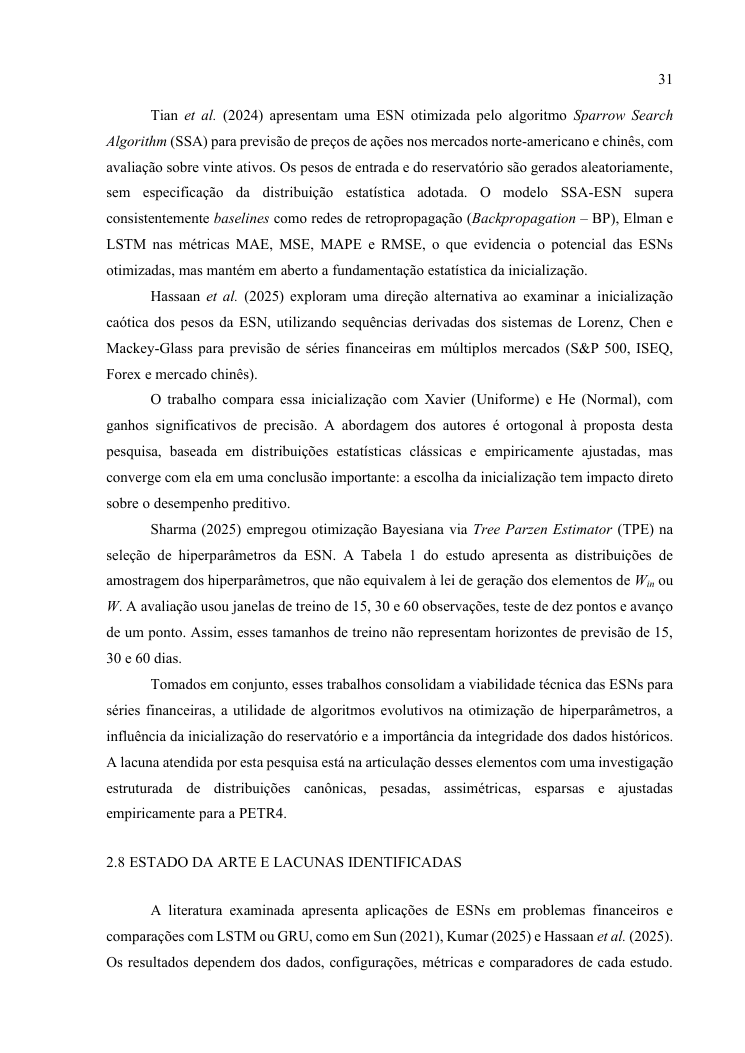 31
Tian et al. (2024) apresentam uma ESN otimizada pelo algoritmo Sparrow Search
Algorithm (SSA) para previsão de preços de ações nos mercados norte-americano e chinês, com
avaliação sobre vinte ativos. Os pesos de entrada e do reservatório são gerados aleatoriamente,
sem especificação da distribuição estatística adotada. O modelo SSA-ESN supera
consistentemente baselines como redes de retropropagação (Backpropagation – BP), Elman e
LSTM nas métricas MAE, MSE, MAPE e RMSE, o que evidencia o potencial das ESNs
otimizadas, mas mantém em aberto a fundamentação estatística da inicialização.
Hassaan et al. (2025) exploram uma direção alternativa ao examinar a inicialização
caótica dos pesos da ESN, utilizando sequências derivadas dos sistemas de Lorenz, Chen e
Mackey-Glass para previsão de séries financeiras em múltiplos mercados (S&P 500, ISEQ,
Forex e mercado chinês).
O trabalho compara essa inicialização com Xavier (Uniforme) e He (Normal), com
ganhos significativos de precisão. A abordagem dos autores é ortogonal à proposta desta
pesquisa, baseada em distribuições estatísticas clássicas e empiricamente ajustadas, mas
converge com ela em uma conclusão importante: a escolha da inicialização tem impacto direto
sobre o desempenho preditivo.
Sharma (2025) empregou otimização Bayesiana via Tree Parzen Estimator (TPE) na
seleção de hiperparâmetros da ESN. A Tabela 1 do estudo apresenta as distribuições de
amostragem dos hiperparâmetros, que não equivalem à lei de geração dos elementos de Win ou
W. A avaliação usou janelas de treino de 15, 30 e 60 observações, teste de dez pontos e avanço
de um ponto. Assim, esses tamanhos de treino não representam horizontes de previsão de 15,
30 e 60 dias.
Tomados em conjunto, esses trabalhos consolidam a viabilidade técnica das ESNs para
séries financeiras, a utilidade de algoritmos evolutivos na otimização de hiperparâmetros, a
influência da inicialização do reservatório e a importância da integridade dos dados históricos.
A lacuna atendida por esta pesquisa está na articulação desses elementos com uma investigação
estruturada de distribuições canônicas, pesadas, assimétricas, esparsas e ajustadas
empiricamente para a PETR4.
2.8 ESTADO DA ARTE E LACUNAS IDENTIFICADAS
A literatura examinada apresenta aplicações de ESNs em problemas financeiros e
comparações com LSTM ou GRU, como em Sun (2021), Kumar (2025) e Hassaan et al. (2025).
Os resultados dependem dos dados, configurações, métricas e comparadores de cada estudo.